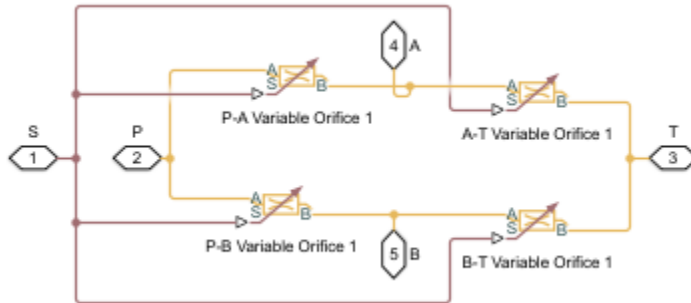 4 A
A S B
A S B
P-A Variable Orifice 1
A-T Variable Orifice 1
S P T
1 2 3
A S B
A S B
P-B Variable Orifice 1
5 B
B-T Variable Orifice 1